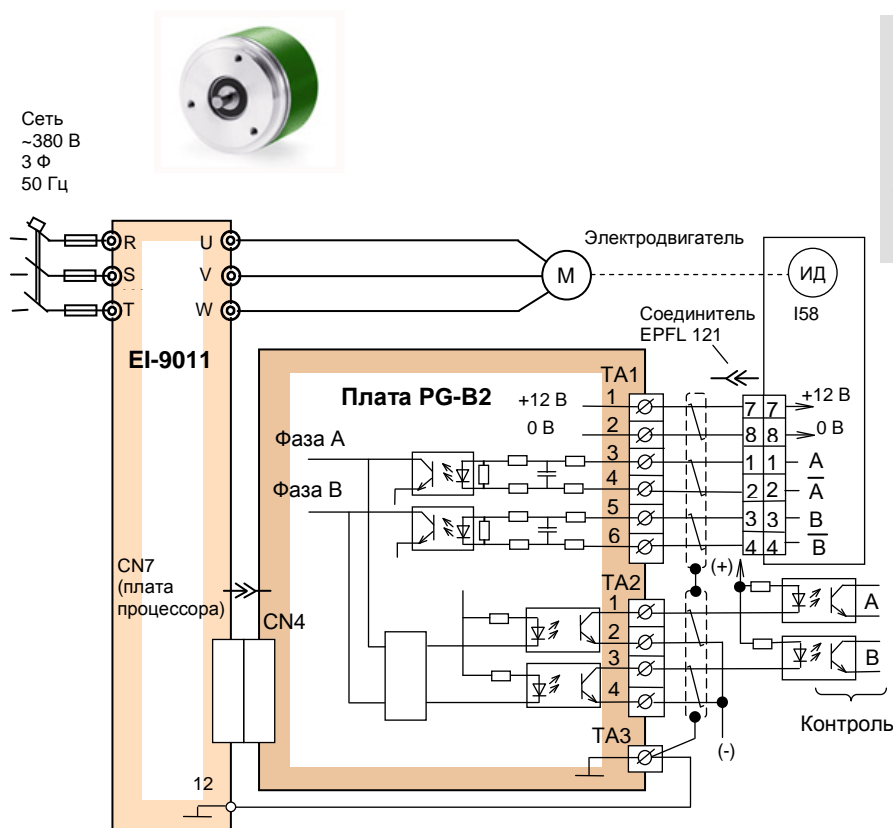 Сеть
~380 В
3 Ф
50 Гц
R
U
S
V
T
W
M
Электродвигатель
ИД
I58
EI-9011
Соединитель
EPFL 121
Плата PG-B2
TA1
+12 В
1
7 7
+12 В
0 В
2
8 8
0 В
Фаза А
3
1 1
A
4
2 2
A
Фаза В
5
3 3
B
6
4 4
B
CN7
(плата
процессора)
CN4
TA2
(+)
1
2
3
4
A
B
Контроль
TA3
(-)
12